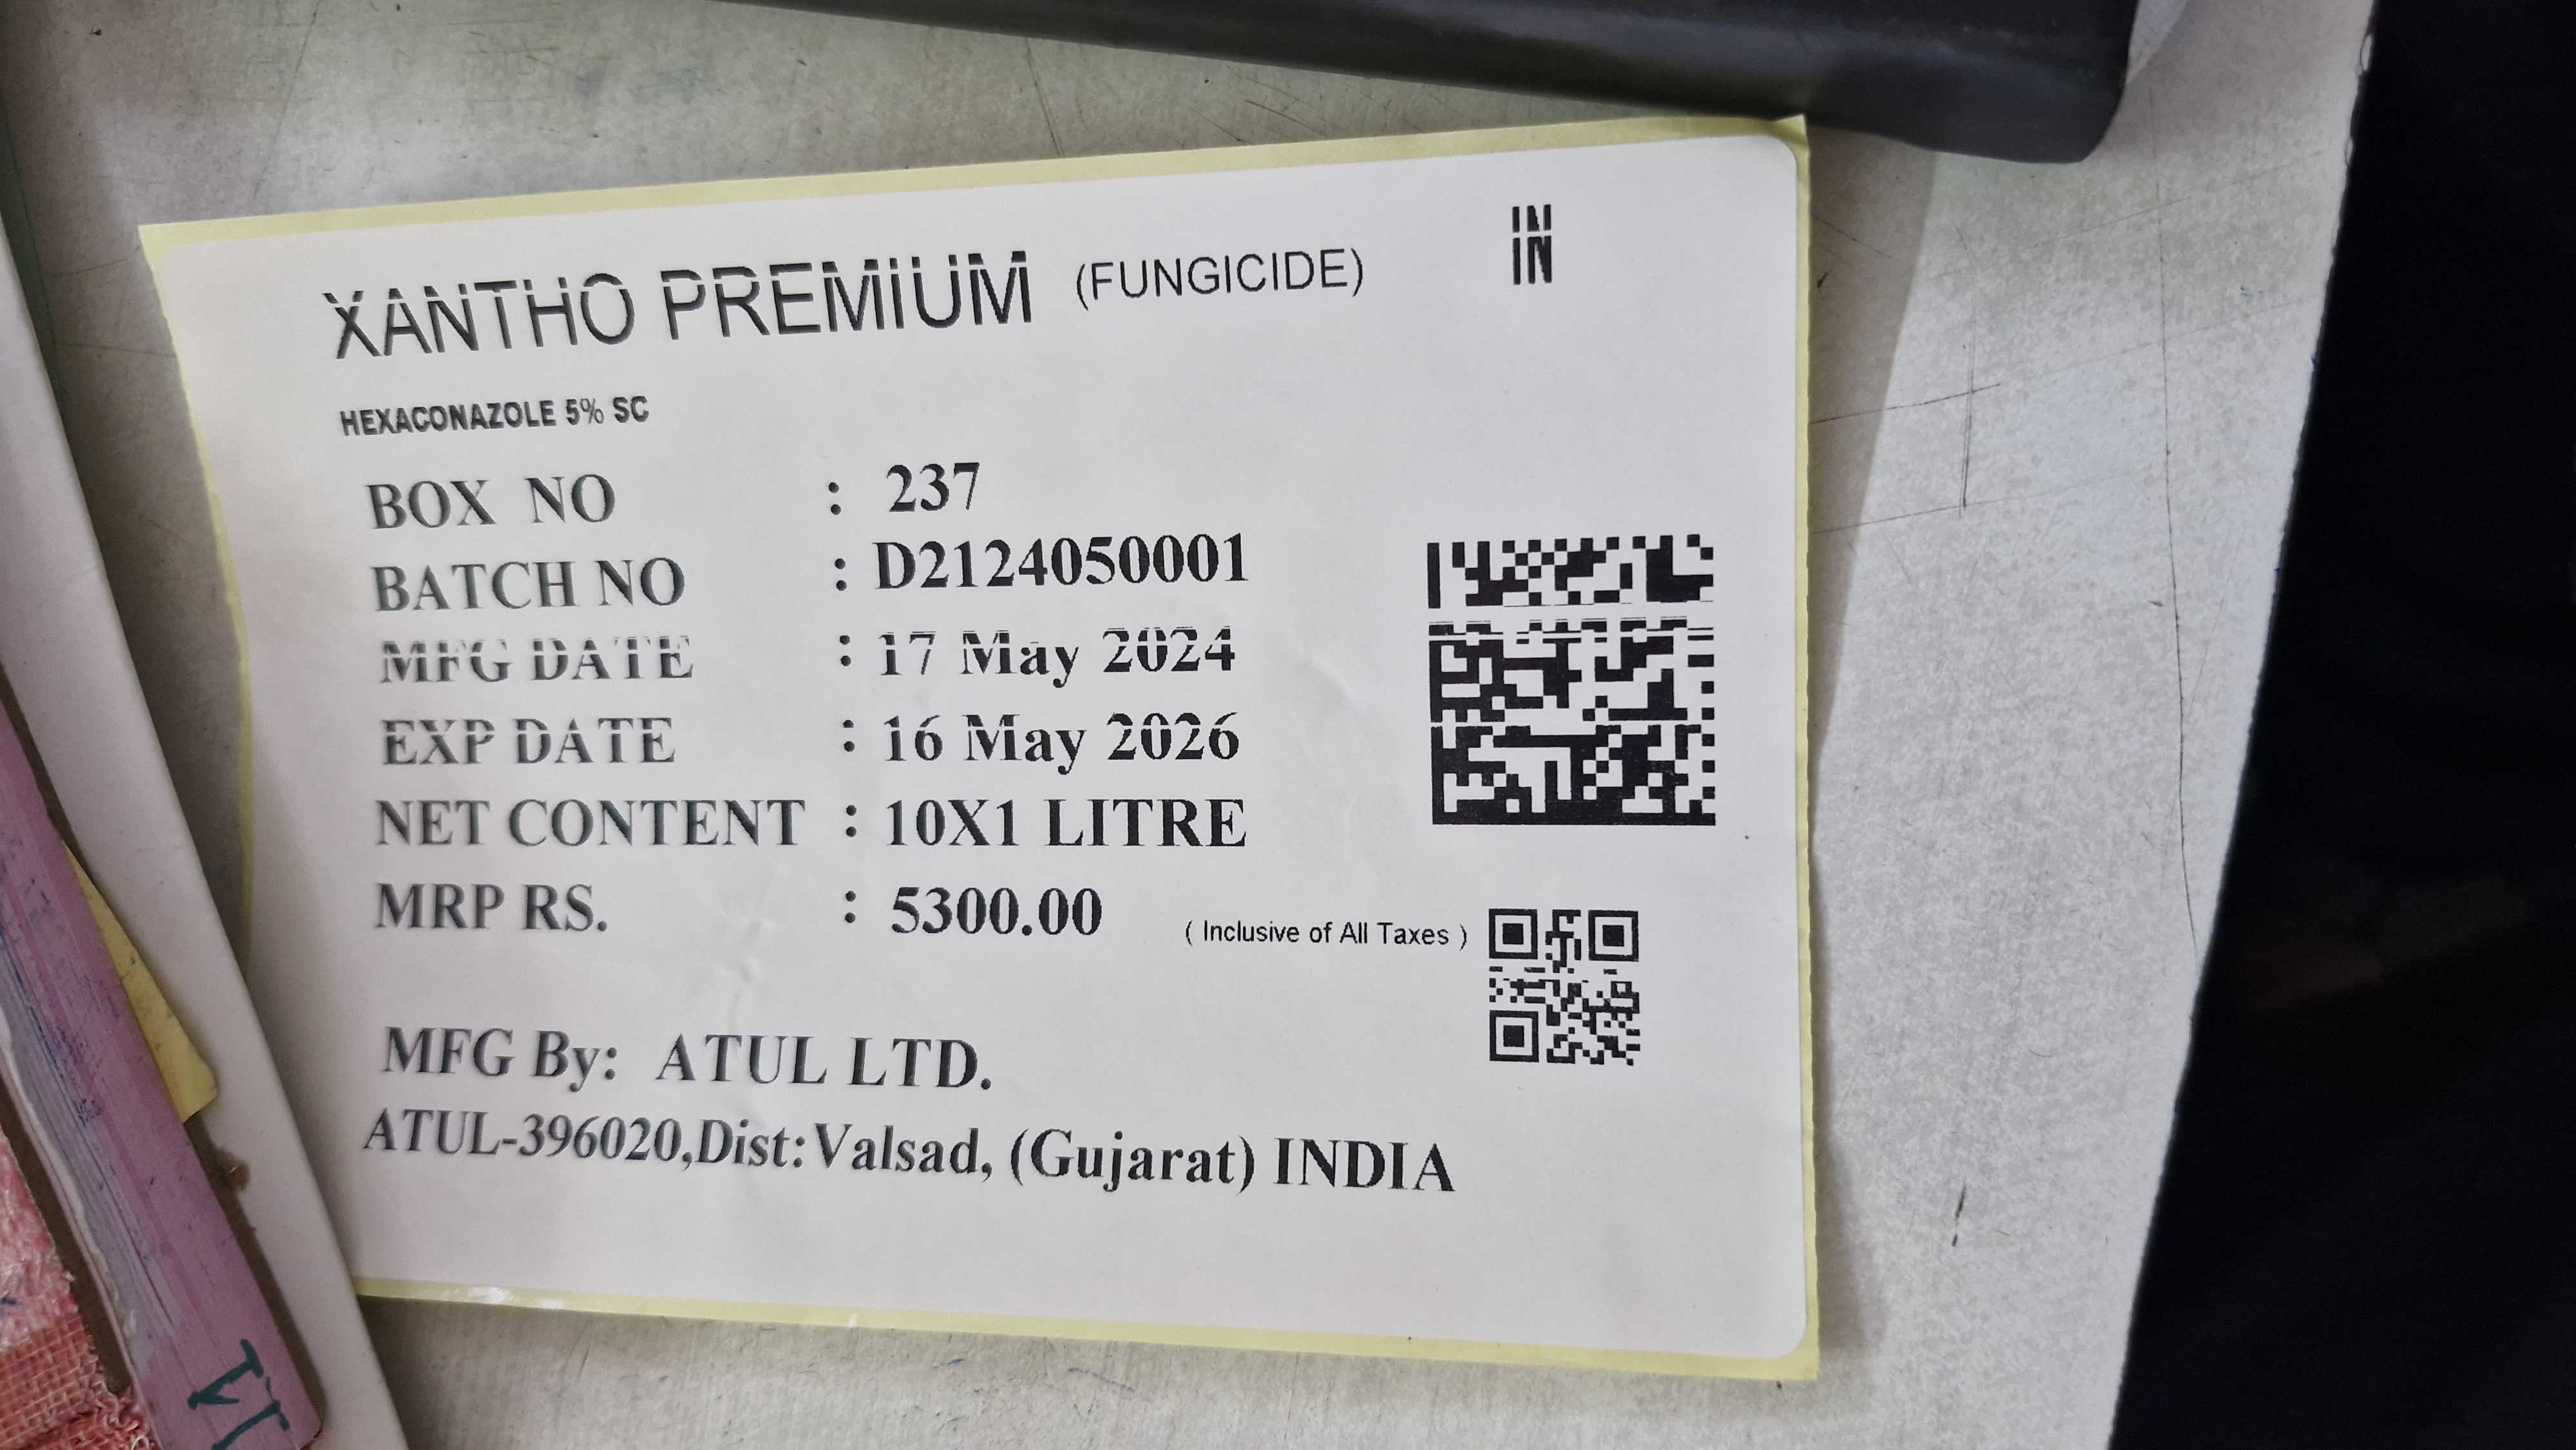 XANTHO PREMIUM (FUNGICIDE)
IN
HEXACONAZOLE 5% SC
BOX NO : 237
BATCH NO : D2124050001
MFG DATE : 17 May 2024
EXP DATE : 16 May 2026
NET CONTENT : 10X1 LITRE
MRP RS. : 5300.00 ( Inclusive of All Taxes )
MFG By: ATUL LTD.
ATUL-396020,Dist:Valsad, (Gujarat) INDIA